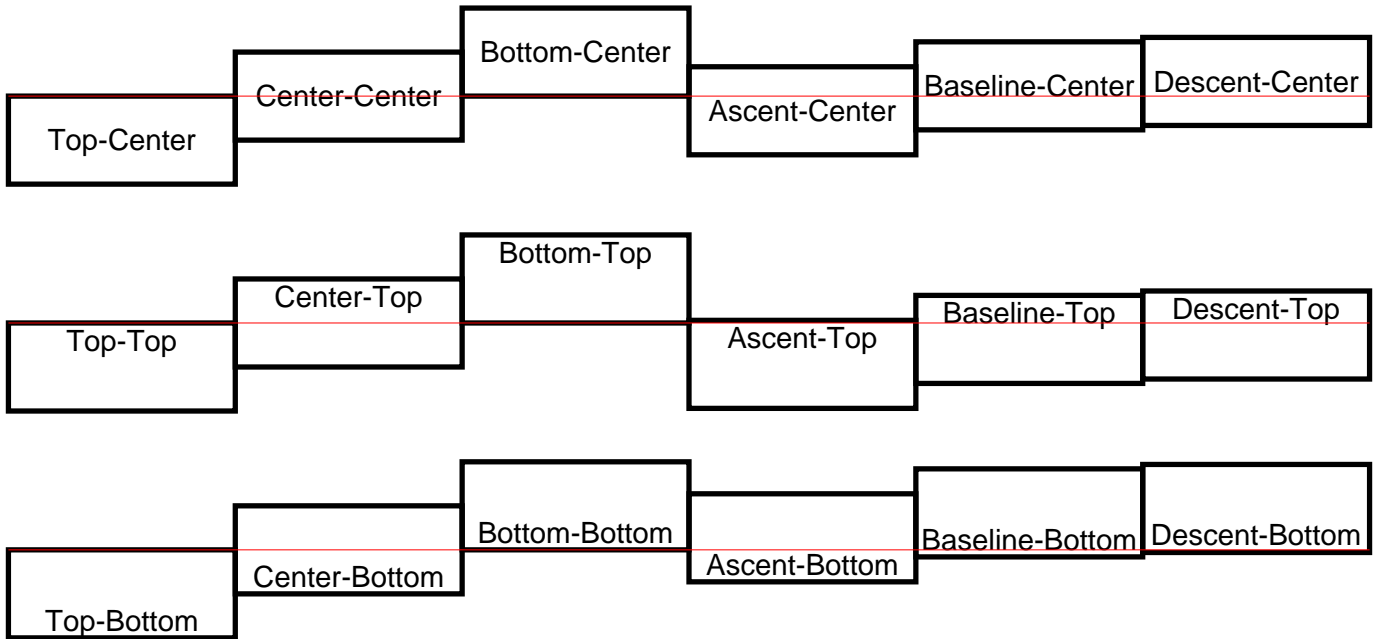 Top-Center Center-Center Bottom-Center Ascent-Center Baseline-Center Descent-Center
Top-Top Center-Top Bottom-Top Ascent-Top Baseline-Top Descent-Top
Top-Bottom Center-Bottom Bottom-Bottom Ascent-Bottom Baseline-Bottom Descent-Bottom